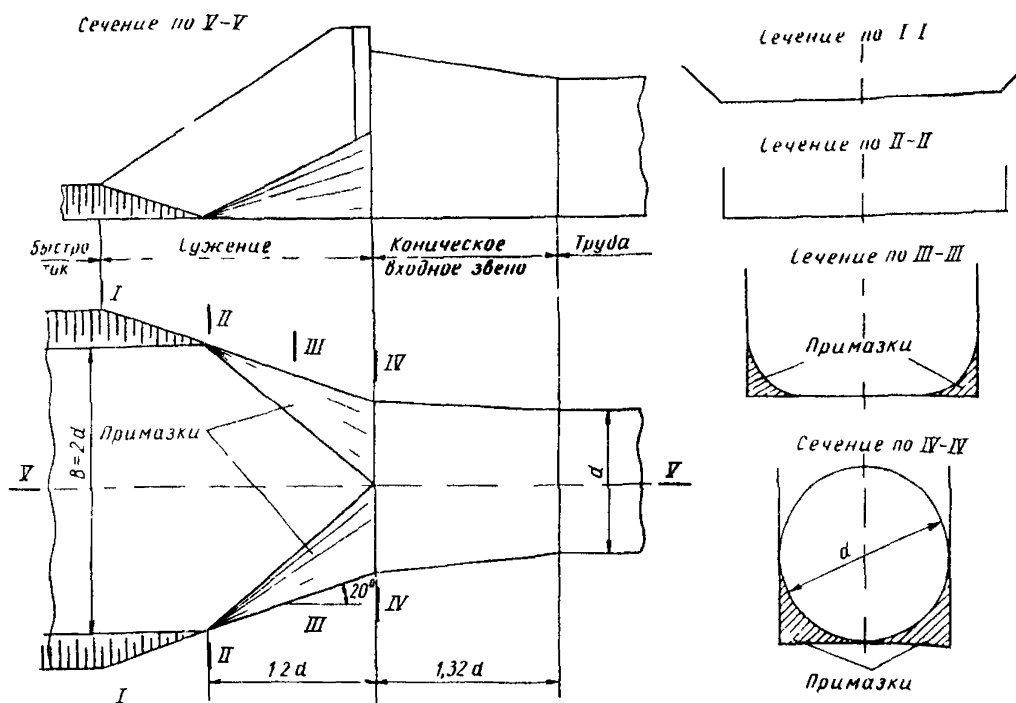 Сечение по V-V
Сечение по I I
Сечение по II-II
Быстро
ток
Сужение
Коническое
входное звено
Труба
Сечение по III-III
Примазки
I
II
III
IV
Примазки
B=2d
V
d
V
Сечение по IV-IV
d
20°
III
IV
II
I
1 2 d
1,32 d
Примазки